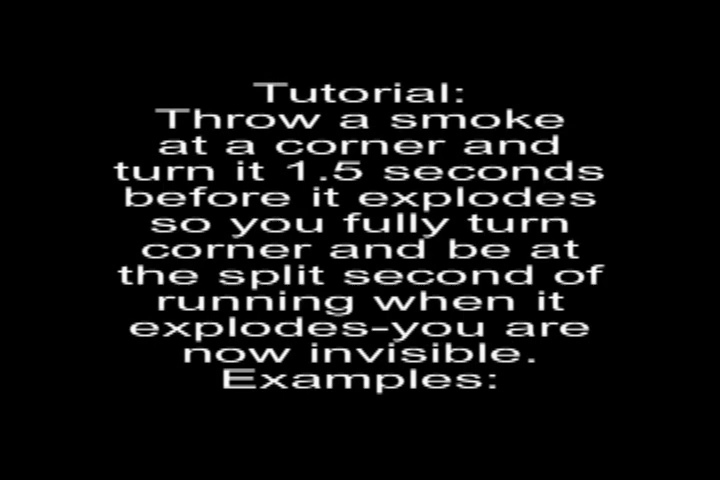 Tutorial:
Throw a smoke
at a corner and
turn it 1.5 seconds
before it explodes
so you fully turn
corner and be at
the split second of
running when it
explodes-you are
now invisible.
Examples: